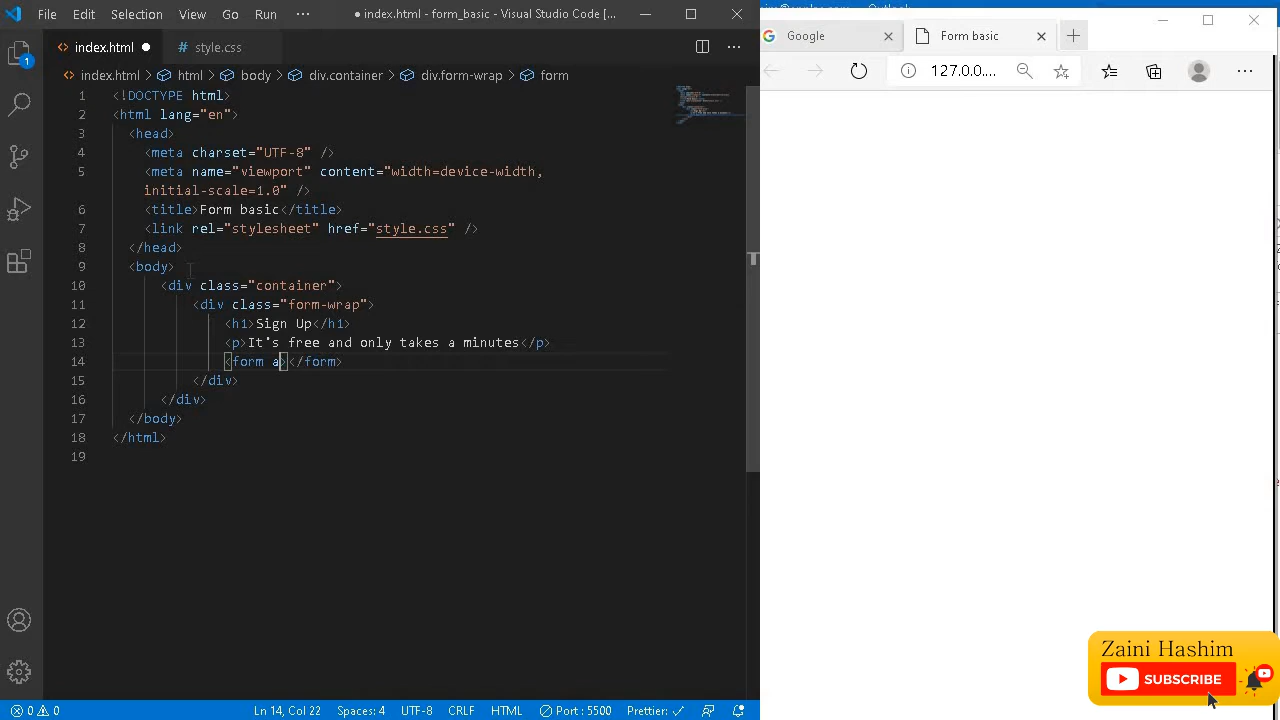 File
Edit
Selection
View
Go
Run
index.html - form_basic - Visual
Code [
Outlook
index.html
style.css
Google
Form basic
127.0.0....
index.html > html > body > div.container > div.form-wrap > form
1 <!DOCTYPE html>
2 <html lang="en">
3 <head>
4 <meta charset="UTF-8" />
5 <meta name="viewport" content="width=device-width,
initial-scale=1.0" />
6 <title>Form basic</title>
7 <link rel="stylesheet" href="style.css" />
8 </head>
9 <body>
10 <div class="container">
11 <div class="form-wrap">
12 <h1>Sign Up</h1>
13 <p>It's free and only takes a minutes</p>
14 <form a></form>
15 </div>
16 </div>
17 </body>
18 </html>
19
1
Zaini Hashim
SUBSCRIBE
0 0 Ln 14, Col 22 Spaces: 4 UTF-8 CRLF HTML Port : 5500 Prettier: ✓